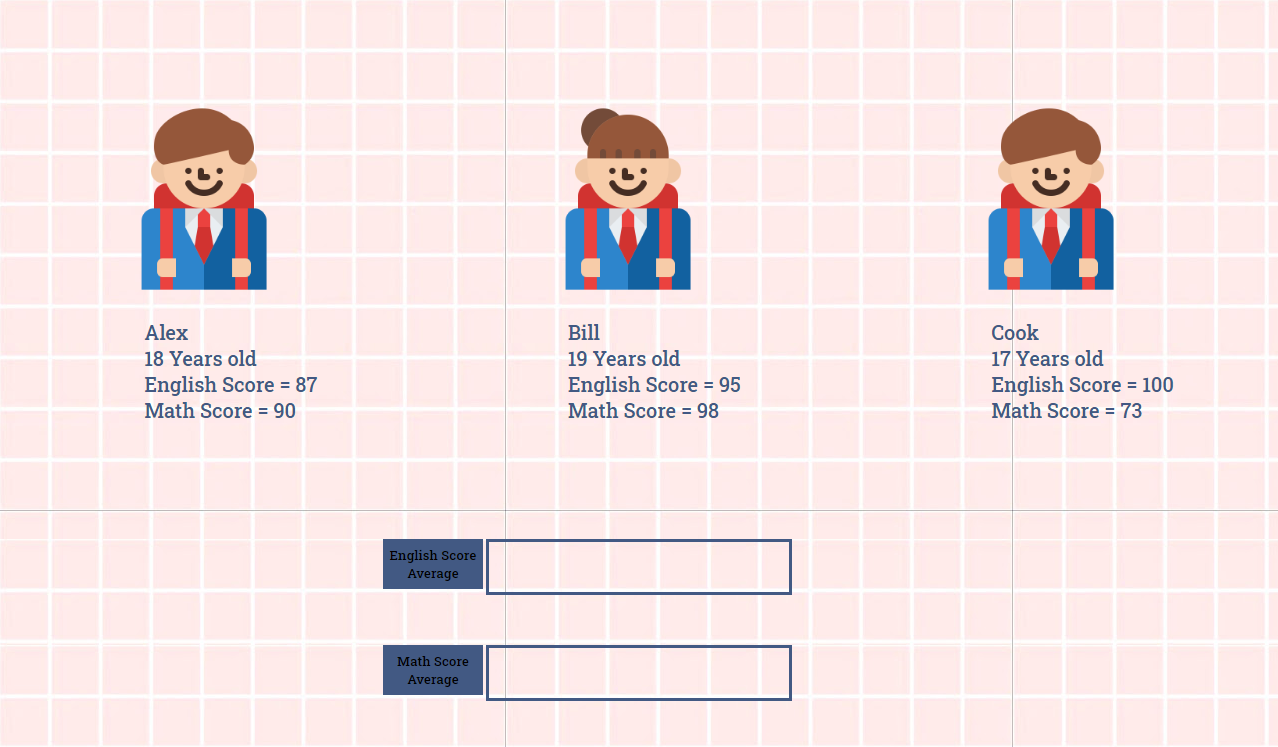 Alex
18 Years old
English Score = 87
Math Score = 90
Bill
19 Years old
English Score = 95
Math Score = 98
Cook
17 Years old
English Score = 100
Math Score = 73
English Score
Average
Math Score
Average